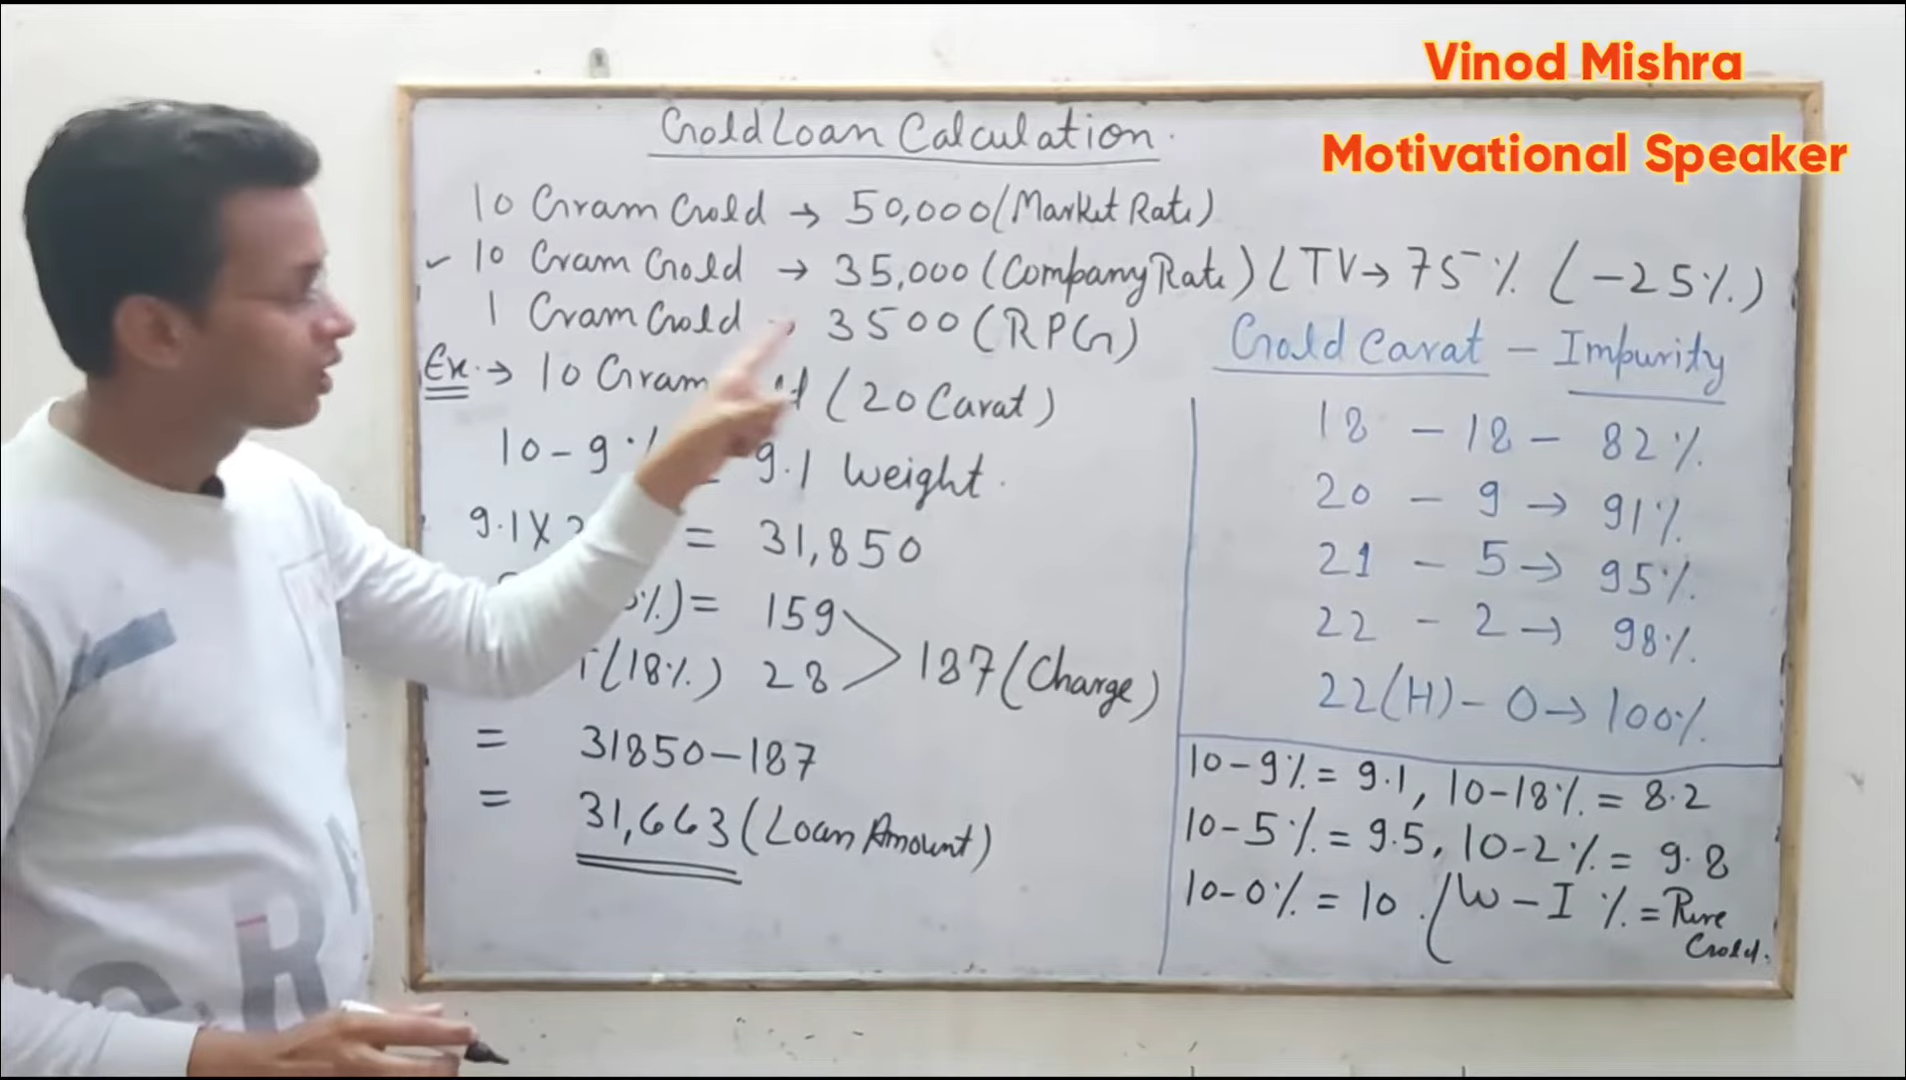 Vinod Mishra
Motivational Speaker
Gold Loan Calculation.
10 Gram Gold → 50,000 (Market Rate)
✓ 10 Gram Gold → 35,000 (Company Rate) LTV → 75% (-25%)
1 Gram Gold → 3500 (RPG)
Ex. → 10 Gram (20 Carat)
10-9% = 9.1 Weight.
9.1X = 31,850
%) = 159
(18%) 28 > 187 (Charge)
= 31850-187
= 31,663 (Loan Amount)
Gold Carat - Impurity
18 - 18 - 82%
20 - 9 → 91%
21 - 5 → 95%
22 - 2 → 98%
22(H) - 0 → 100%
10-9% = 9.1, 10-18% = 8.2
10-5% = 9.5, 10-2% = 9.8
10-0% = 10. (W-I % = Pure
Gold.